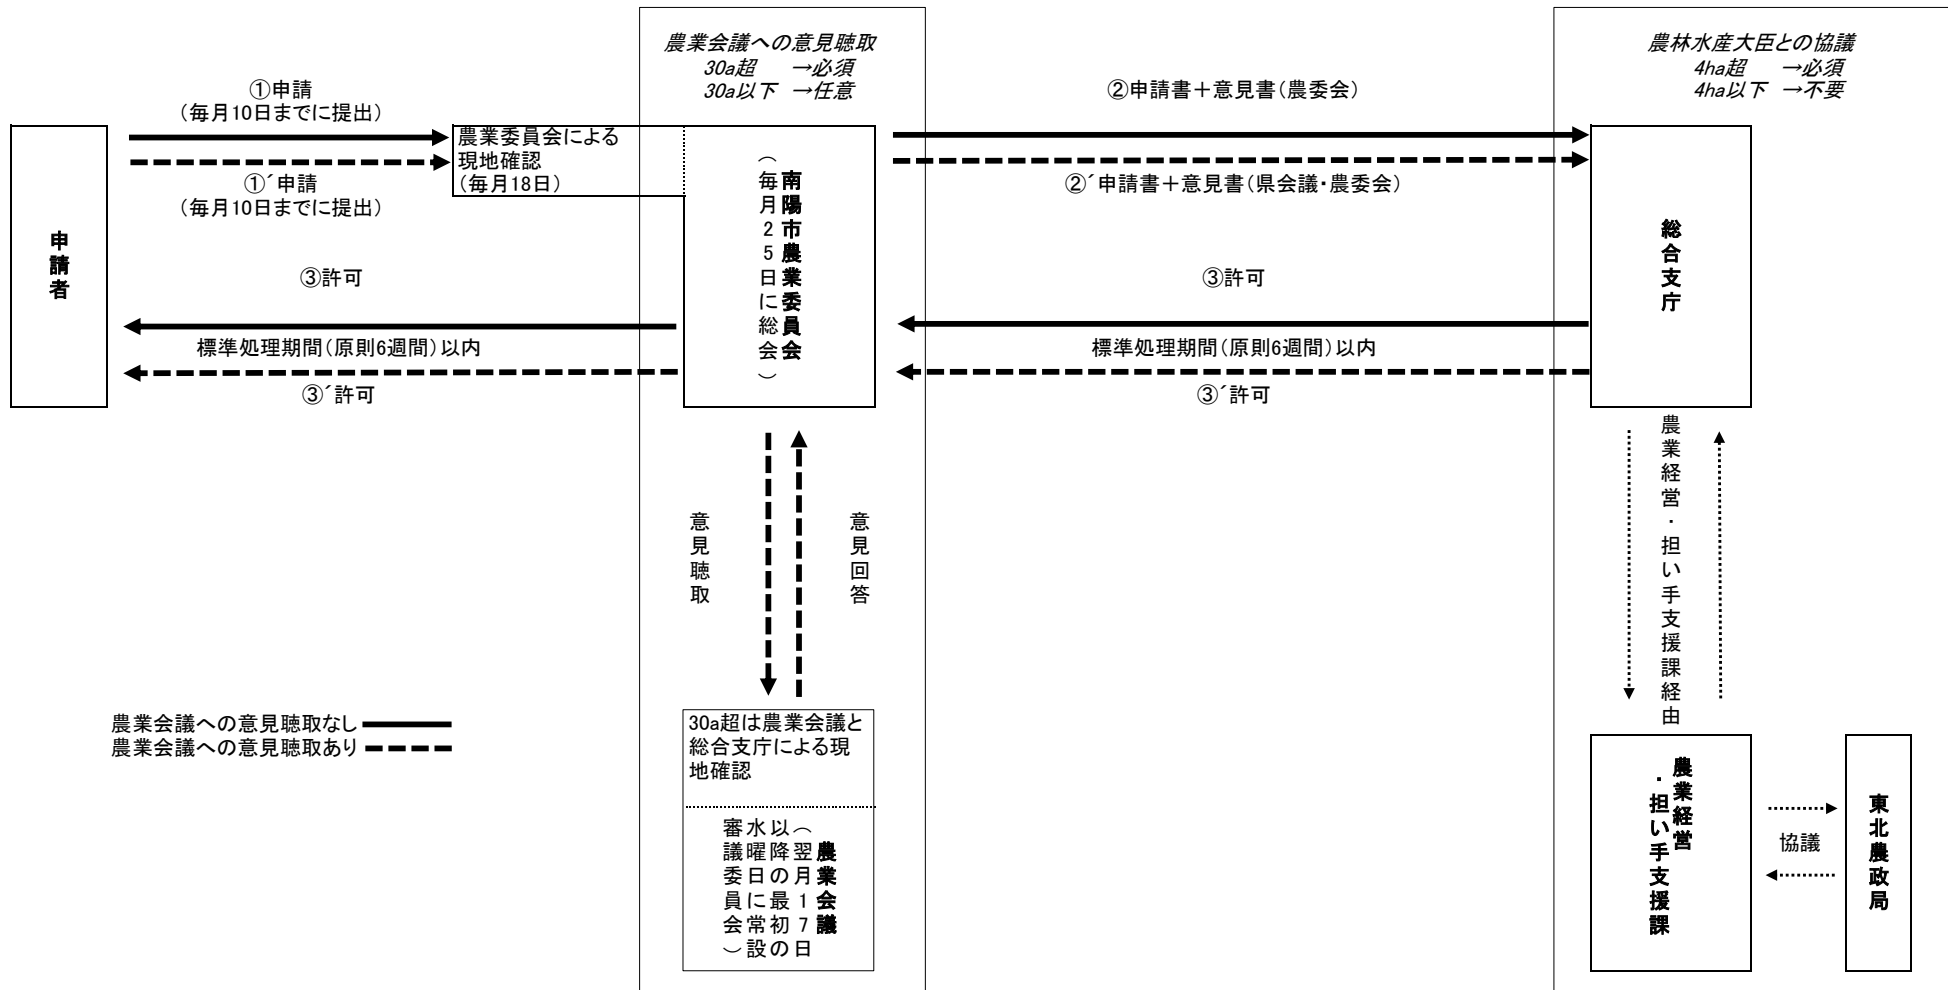 農業会議への意見聴取
30a超 →必須
30a以下 →任意
農林水産大臣との協議
4ha超 →必須
4ha以下 →不要
①申請
(毎月10日までに提出)
①´申請
(毎月10日までに提出)
農業委員会による
現地確認
(毎月18日)
②申請書+意見書(農委会)
②´申請書+意見書(県会議・農委会)
申請者
南陽市農業委員会
(毎月25日に総会)
総合支庁
③許可
標準処理期間(原則6週間)以内
③´許可
③許可
標準処理期間(原則6週間)以内
③´許可
意見聴取
意見回答
農業経営・担い手支援課経由
農業会議への意見聴取なし
農業会議への意見聴取あり
30a超は農業会議と
総合支庁による現
地確認
農業会議
(翌月17日
以降の最初の
水曜日に常設
審議委員会)
農業経営
・担い手支援課
協議
東北農政局